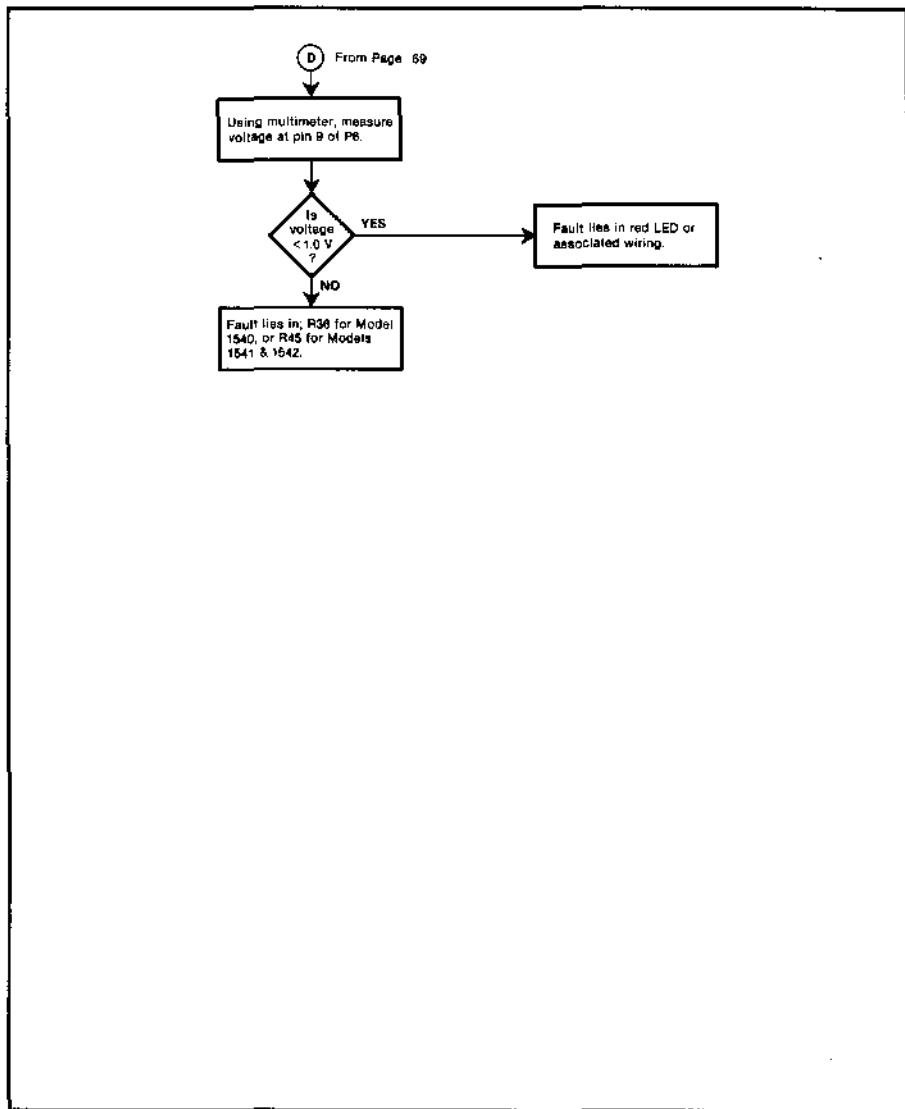 D From Page 69
Using multimeter, measure
voltage at pin 9 of P6.
Is
voltage
< 1.0 V
?
YES
Fault lies in red LED or
associated wiring.
NO
Fault lies in; R36 for Model
1540, or R45 for Models
1541 & 1542.